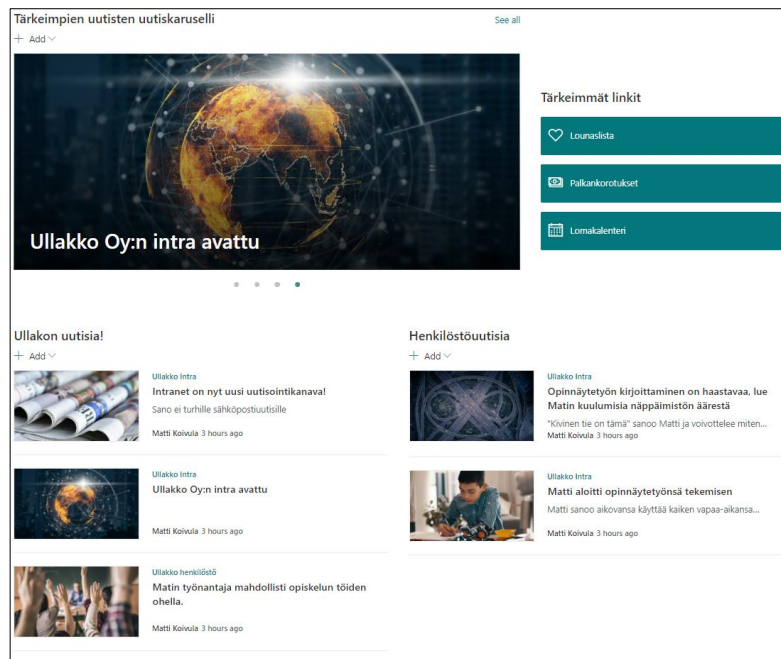 Tärkeimpien uutisten uutiskaruselli
See all
+ Add
Ullakko Oy:n intra avattu
Tärkeimmät linkit
Lounaslista
Palkankorotukset
Lomakalenteri
Ullakon uutisia!
+ Add
Ullakko Intra
Intranet on nyt uusi uutisointikanava!
Sano ei turhille sähköpostiuutisille
Matti Koivula 3 hours ago
Ullakko Intra
Ullakko Oy:n intra avattu
Matti Koivula 3 hours ago
Ullakko henkilöstö
Matin työnantaja mahdollisti opiskelun töiden
ohella.
Matti Koivula 3 hours ago
Henkilöstöuutisia
+ Add
Ullakko Intra
Opinnäytetyön kirjoittaminen on haastavaa, lue
Matin kuulumisia näppäimistön äärestä
"Kivinen tie on tämä" sanoo Matti ja voivottelee miten...
Matti Koivula 3 hours ago
Ullakko Intra
Matti aloitti opinnäytetyönsä tekemisen
Matti sanoo aikovansa käyttää kaiken vapaa-aikansa...
Matti Koivula 3 hours ago